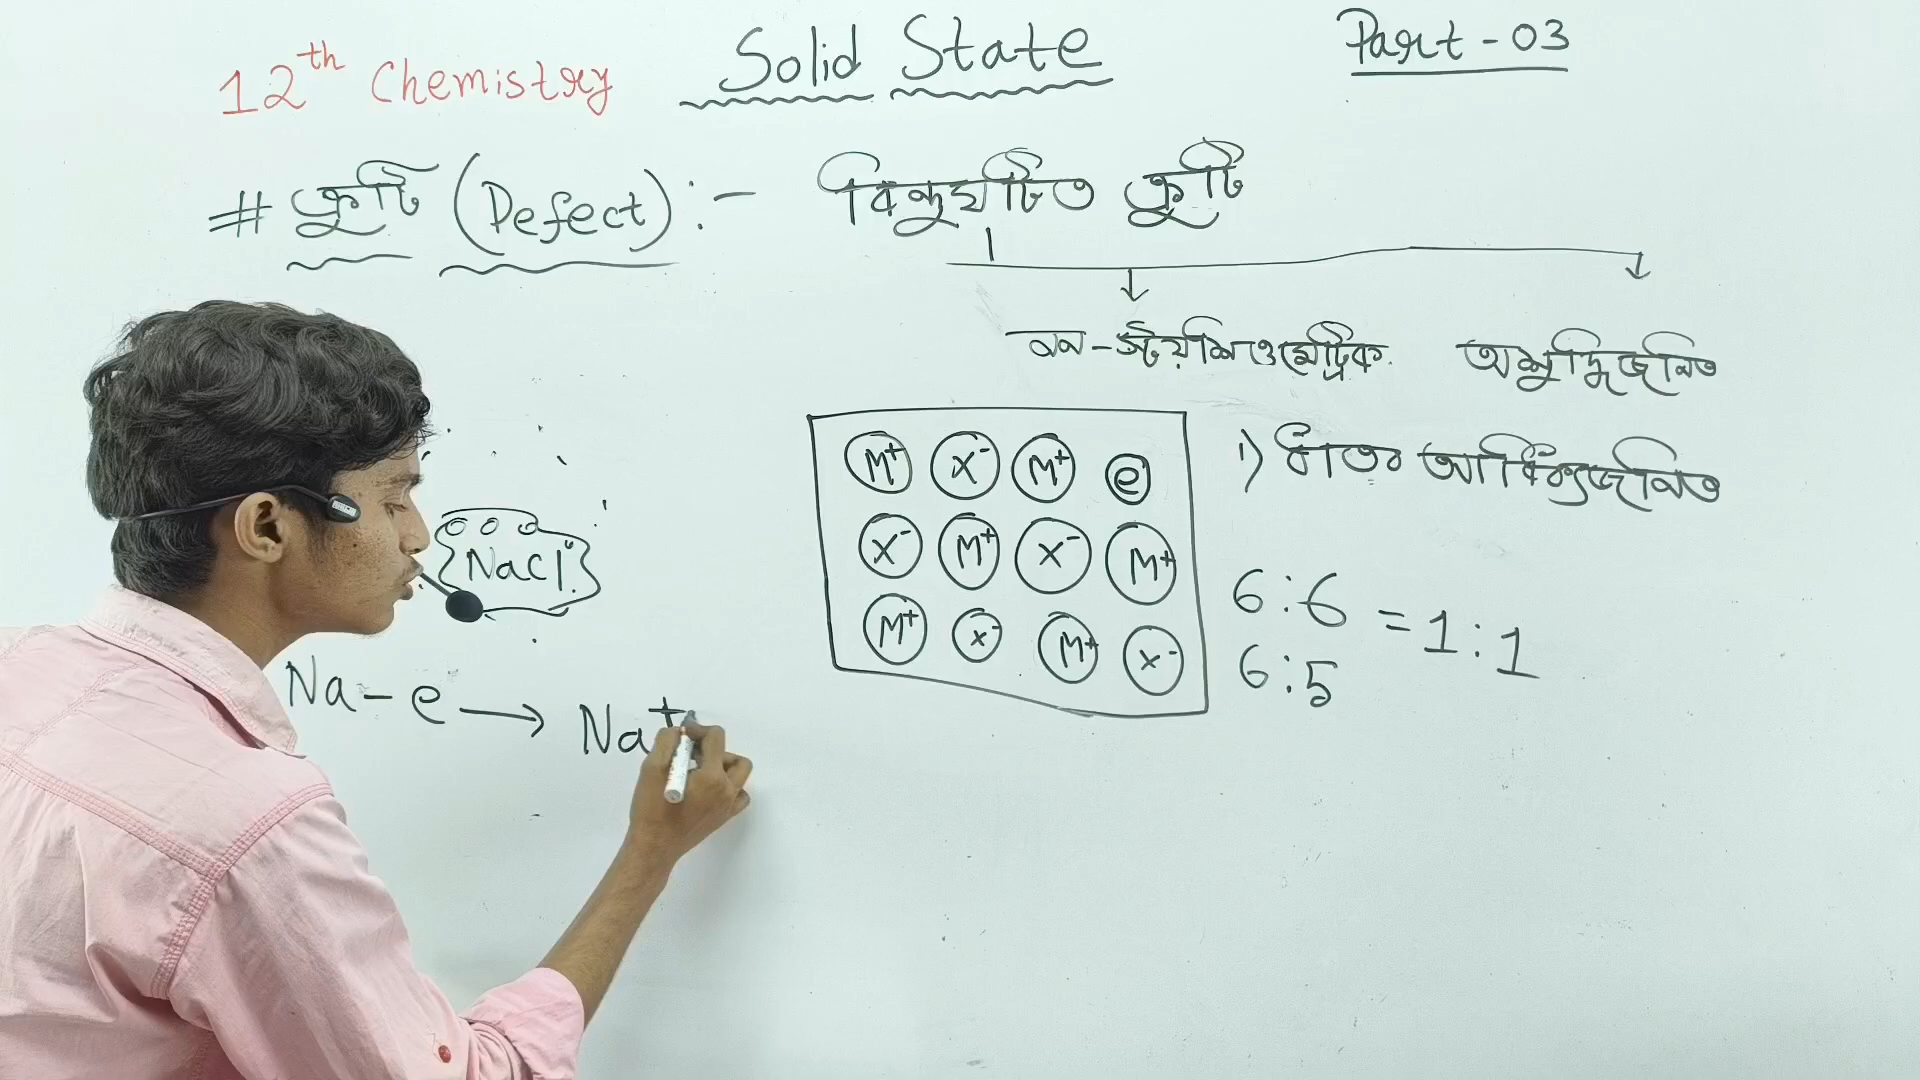 12th Chemistry
Solid State
Part - 03
# ত্রুটি (Defect) :- বিন্দুঘটিত ত্রুটি
নন-স্টয়শিওমেট্রিক অশুদ্ধিজনিত
1) ধাতব আধিক্যজনিত
M+ X- M+ e
X- M+ X- M+
M+ X- M+ X-
NaCl
6:6 = 1:1
6:5
Na - e → Na+